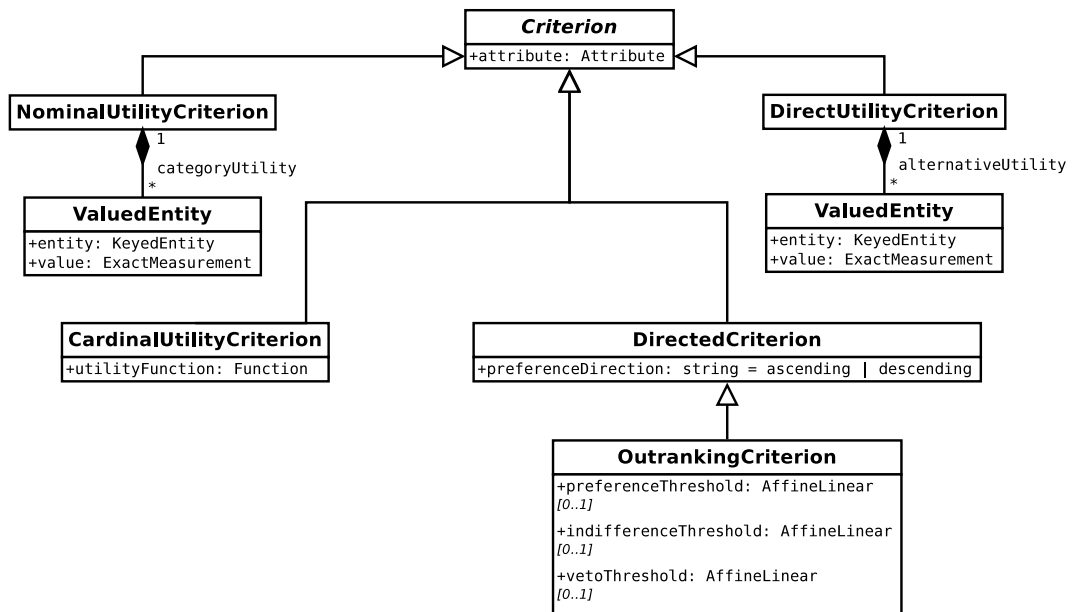 Criterion
+attribute: Attribute
NominalUtilityCriterion
DirectUtilityCriterion
1
categoryUtility
*
1
alternativeUtility
*
ValuedEntity
+entity: KeyedEntity
+value: ExactMeasurement
ValuedEntity
+entity: KeyedEntity
+value: ExactMeasurement
CardinalUtilityCriterion
+utilityFunction: Function
DirectedCriterion
+preferenceDirection: string = ascending | descending
OutrankingCriterion
+preferenceThreshold: AffineLinear
[0..1]
+indifferenceThreshold: AffineLinear
[0..1]
+vetoThreshold: AffineLinear
[0..1]